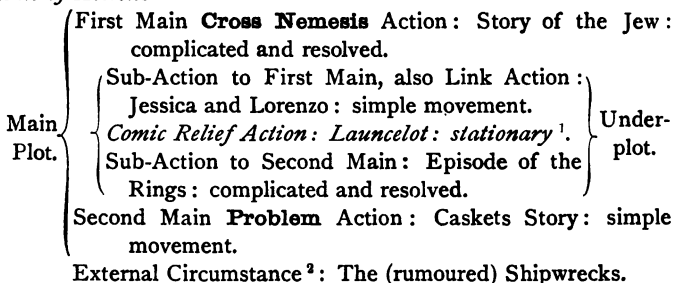 First Main Cross Nemesis Action: Story of the Jew:
complicated and resolved.
Sub-Action to First Main, also Link Action:
Jessica and Lorenzo: simple movement.
Main
Plot.
Comic Relief Action: Launcelot: stationary ¹.
Under-
plot.
Sub-Action to Second Main: Episode of the
Rings: complicated and resolved.
Second Main Problem Action: Caskets Story: simple
movement.
External Circumstance ²: The (rumoured) Shipwrecks.